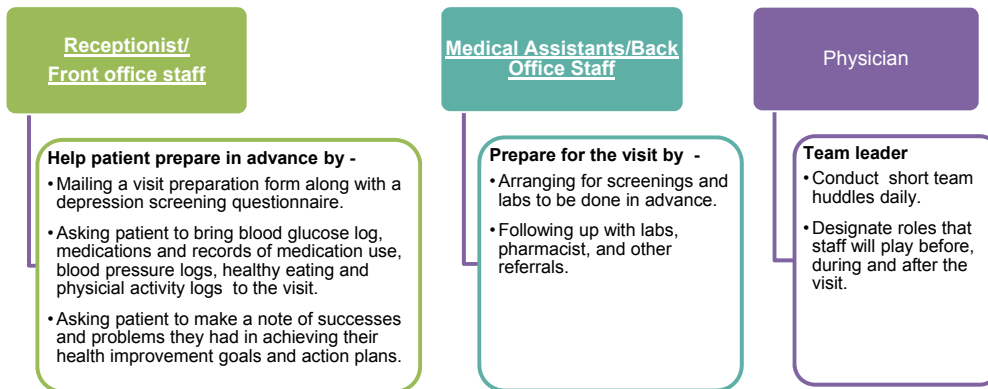 Receptionist/
Front office staff
Help patient prepare in advance by -
•Mailing a visit preparation form along with a
depression screening questionnaire.
•Asking patient to bring blood glucose log,
medications and records of medication use,
blood pressure logs, healthy eating and
physicial activity logs to the visit.
•Asking patient to make a note of successes
and problems they had in achieving their
health improvement goals and action plans.
Medical Assistants/Back
Office Staff
Prepare for the visit by -
•Arranging for screenings and
labs to be done in advance.
•Following up with labs,
pharmacist, and other
referrals.
Physician
Team leader
•Conduct short team
huddles daily.
•Designate roles that
staff will play before,
during and after the
visit.